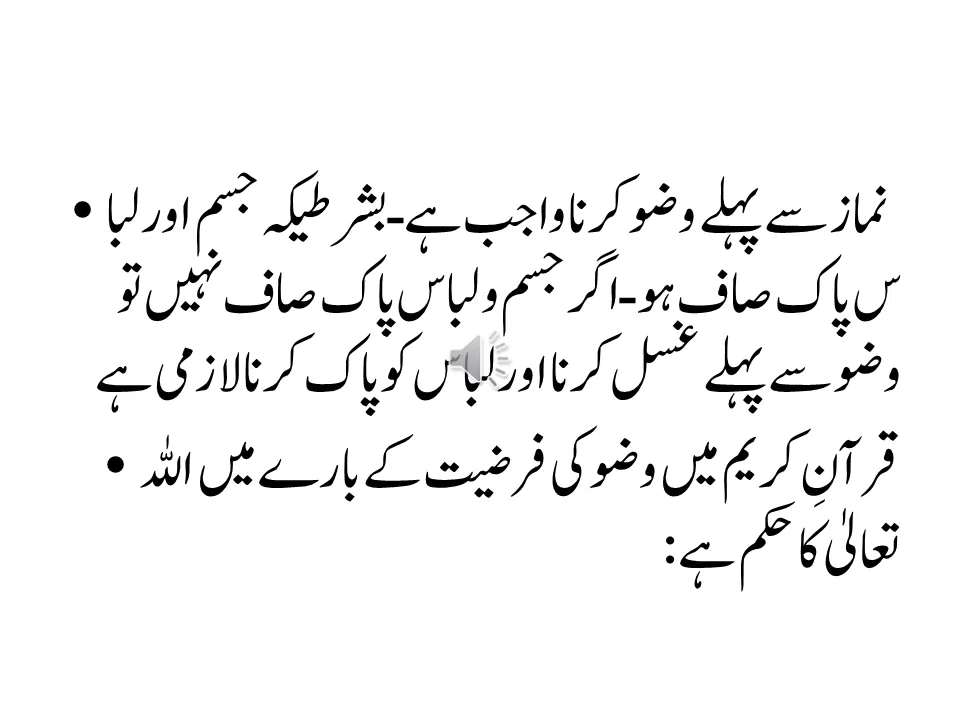 • نماز سے پہلے وضو کرنا واجب ہے-بشرطیکہ جسم اور لبا
س پاک صاف ہو-اگر جسم ولباس پاک صاف نہیں تو
وضو سے پہلے غسل کرنا اور لباس کو پاک کرنا لازمی ہے
• قرآنِ کریم میں وضو کی فرضیت کے بارے میں اللہ
تعالیٰ کا حکم ہے: